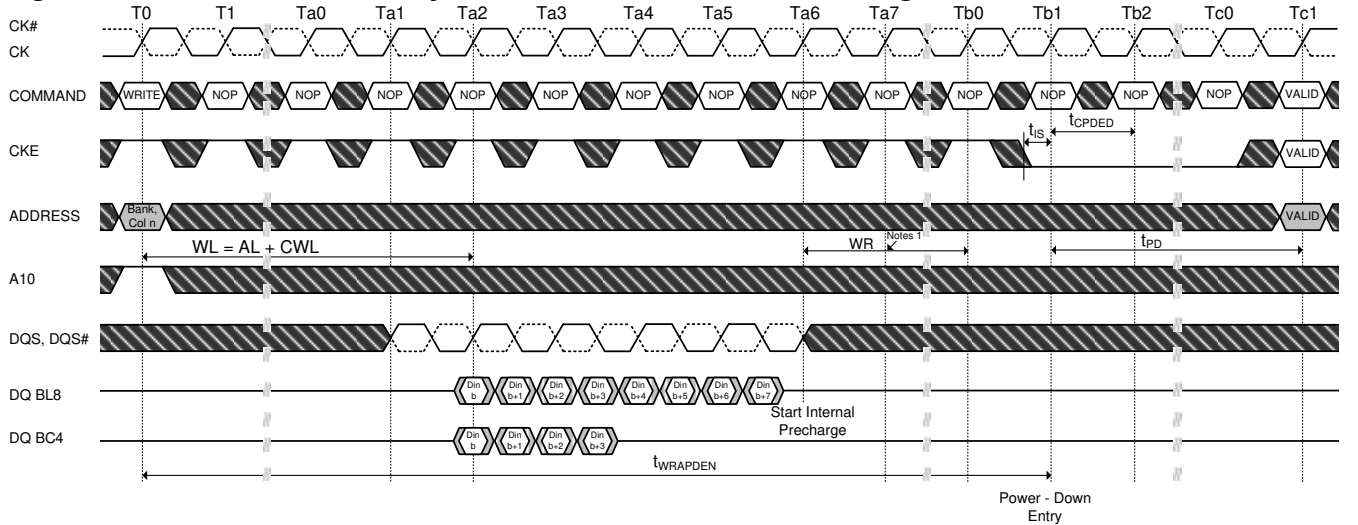 T0 T1 Ta0 Ta1 Ta2 Ta3 Ta4 Ta5 Ta6 Ta7 Tb0 Tb1 Tb2 Tc0 Tc1
CK#
CK
COMMAND WRITE NOP NOP NOP NOP NOP NOP NOP NOP NOP NOP NOP NOP NOP VALID
tIS tCPDED
CKE VALID
ADDRESS Bank, Col n VALID
WL = AL + CWL WR Notes 1 tPD
A10
DQS, DQS#
DQ BL8 Din b Din b+1 Din b+2 Din b+3 Din b+4 Din b+5 Din b+6 Din b+7
Start Internal
Precharge
DQ BC4 Din b Din b+1 Din b+2 Din b+3
tWRAPDEN
Power - Down
Entry